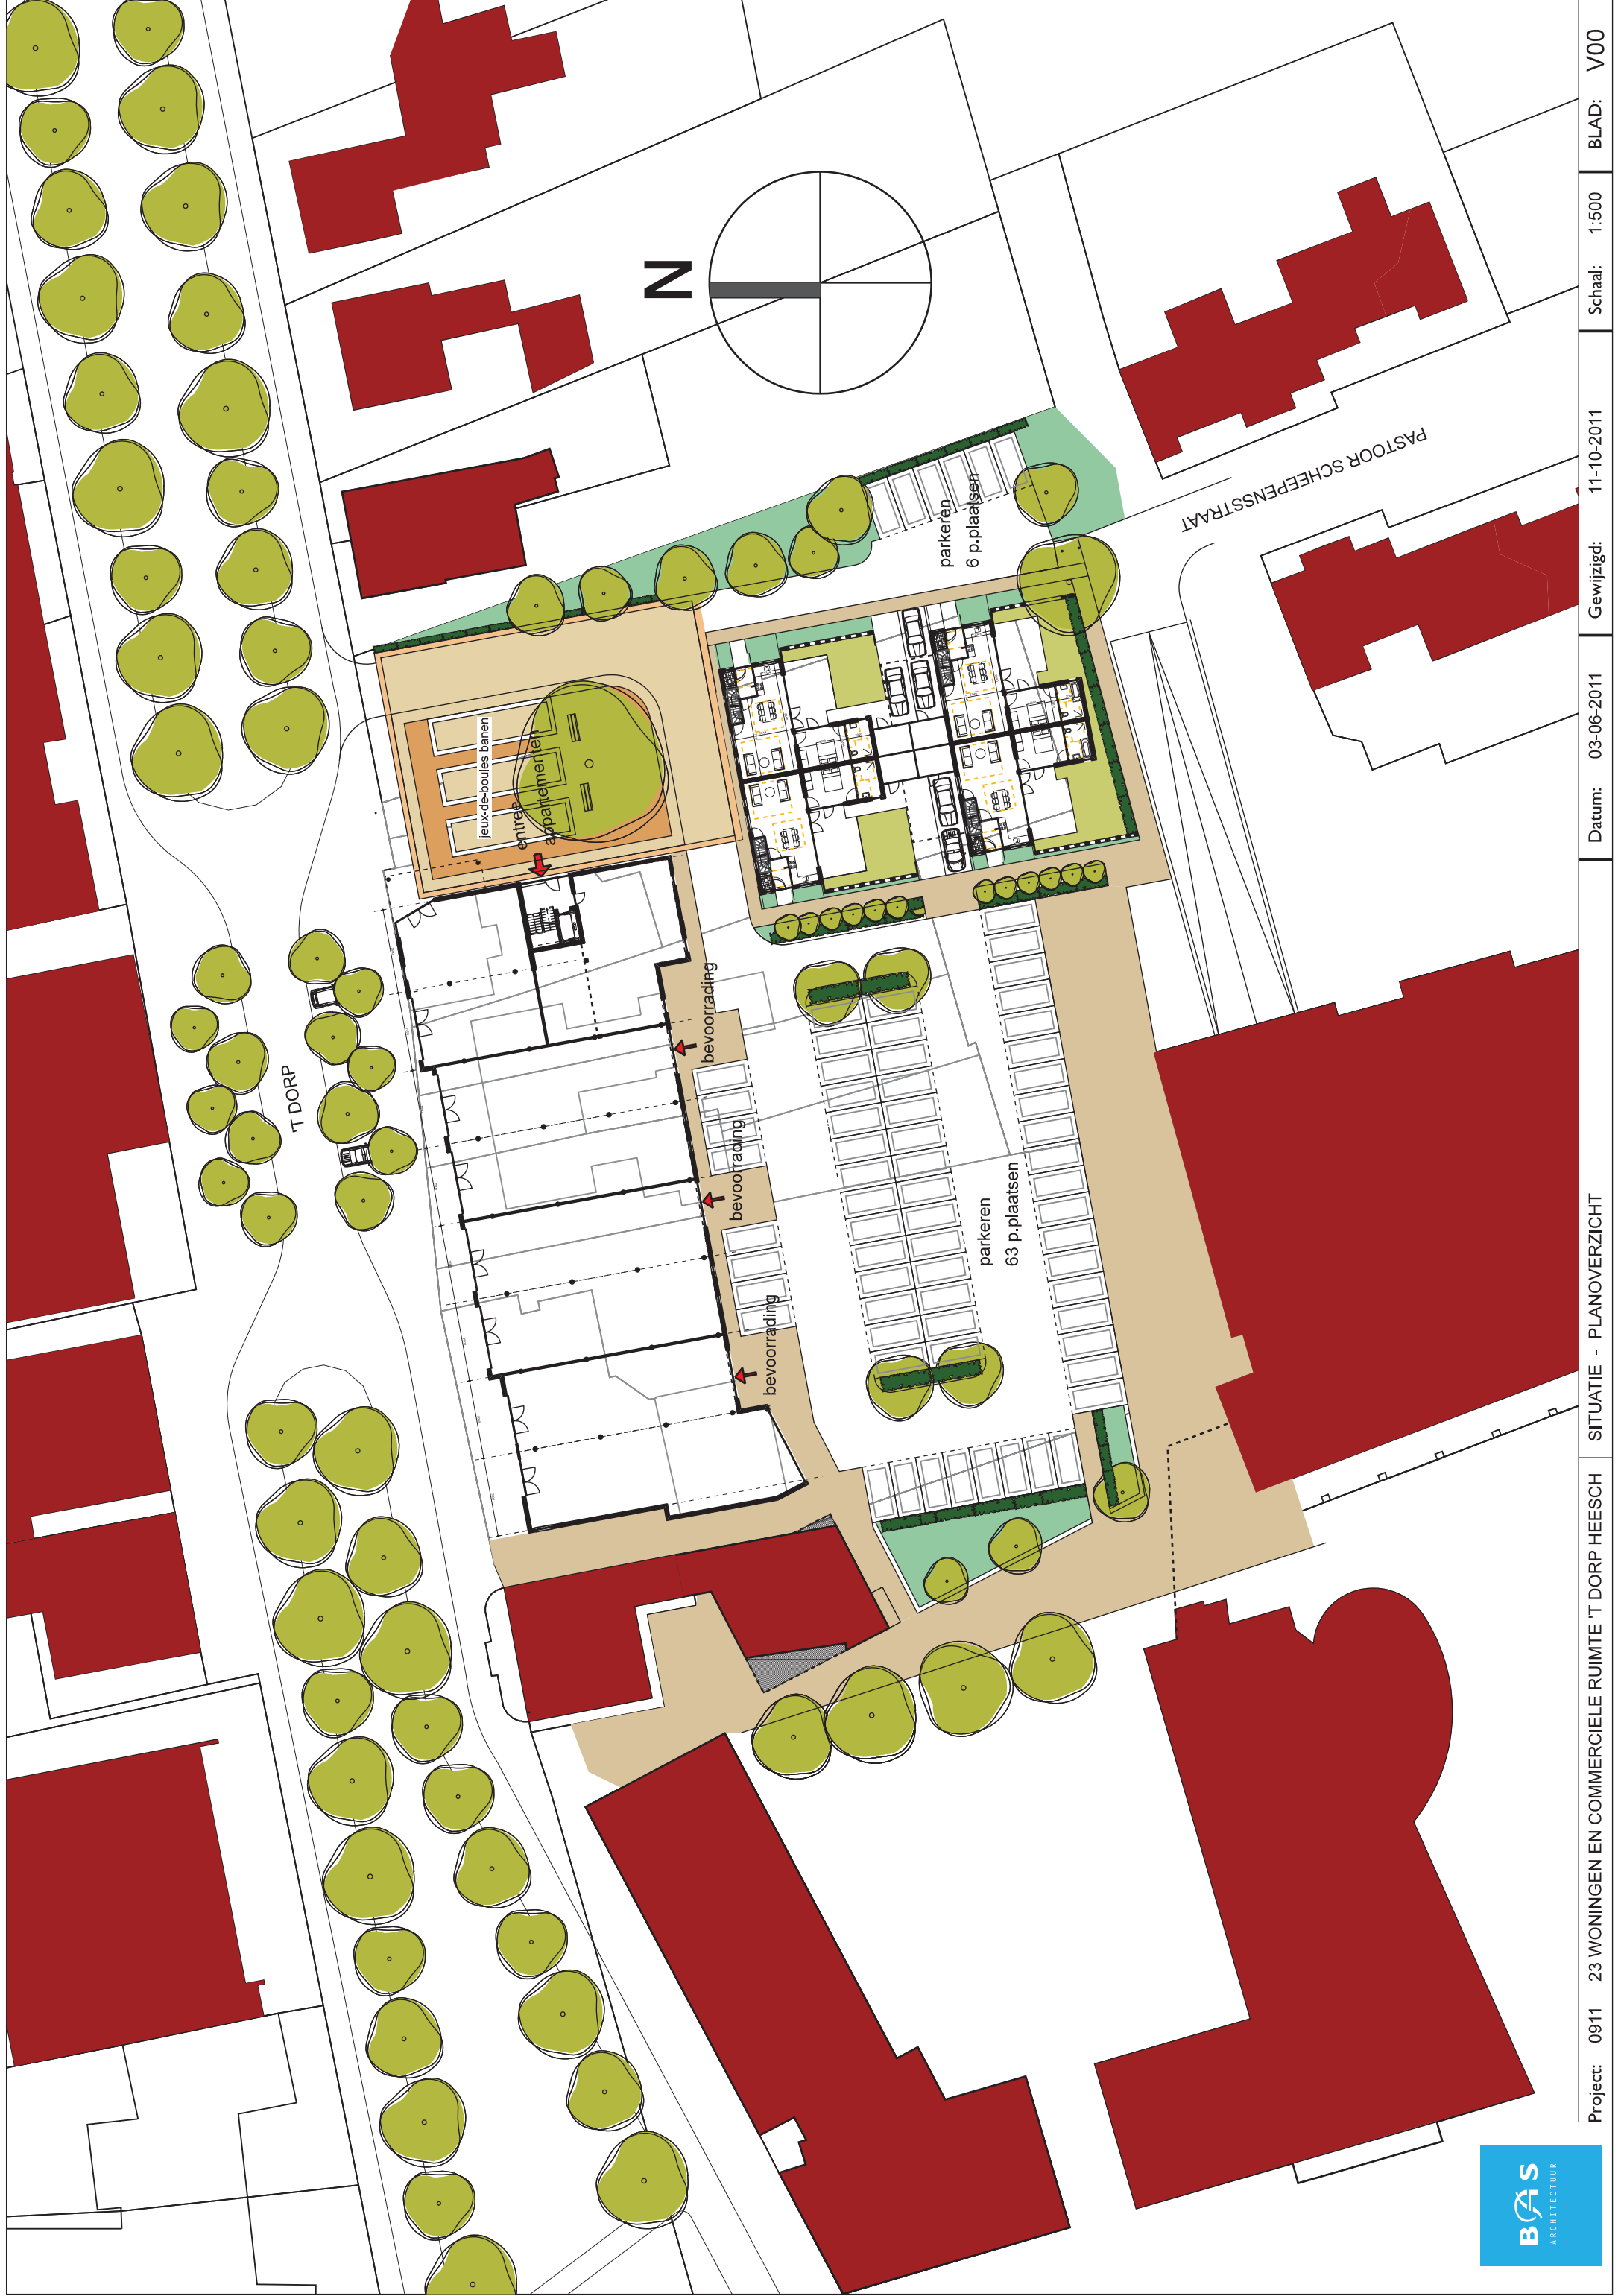 'T DORP
jeux-de-boules banen
entree
appartementen
bevoorrading
bevoorrading
bevoorrading
parkeren
63 p.plaatsen
parkeren
6 p.plaatsen
PASTOOR SCHEEPENSSTRAAT
N
BAS
ARCHITECTUUR
Project: 0911 23 WONINGEN EN COMMERCIELE RUIMTE 'T DORP HEESCH SITUATIE - PLANOVERZICHT Datum: 03-06-2011 Gewijzigd: 11-10-2011 Schaal: 1:500 BLAD: V00